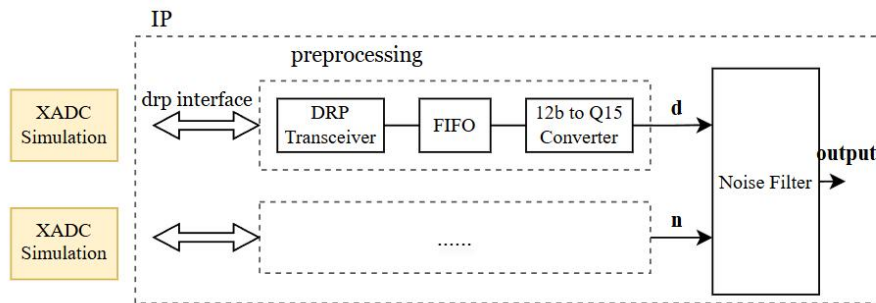 IP
preprocessing
XADC
Simulation
drp interface
DRP
Transceiver
FIFO
12b to Q15
Converter
d
Noise Filter
output
XADC
Simulation
......
n